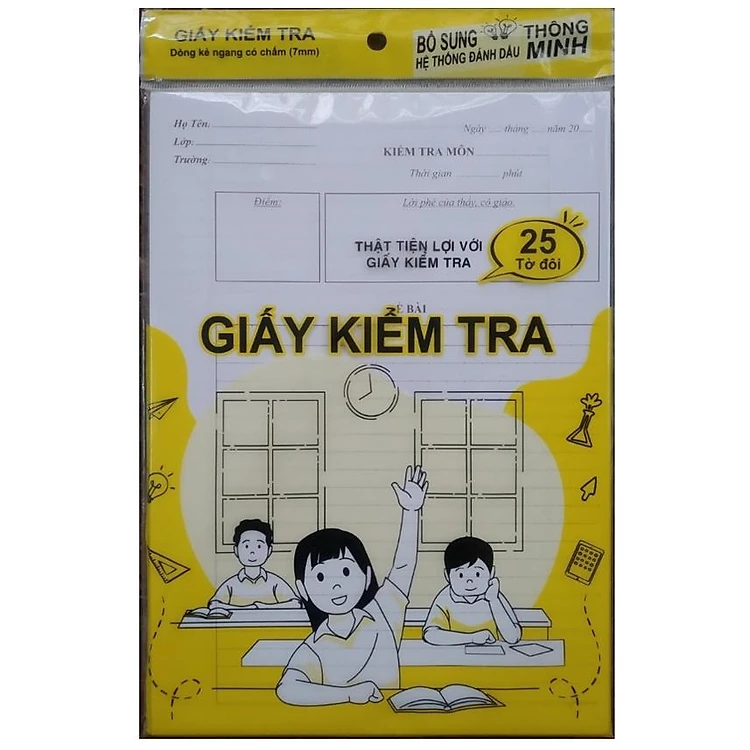 GIẤY KIỂM TRA
Dòng kẻ ngang có chấm (7mm)
BỔ SUNG THÔNG MINH
HỆ THỐNG ĐÁNH DẤU
Họ Tên:
Lớp:
Trường:
Ngày ..... tháng ..... năm 20 .....
KIỂM TRA MÔN
Thời gian .............. phút
Điểm:
Lời phê của thầy, cô giáo.
THẬT TIỆN LỢI VỚI
GIẤY KIỂM TRA
25
Tờ đôi
ĐỀ BÀI
GIẤY KIỂM TRA